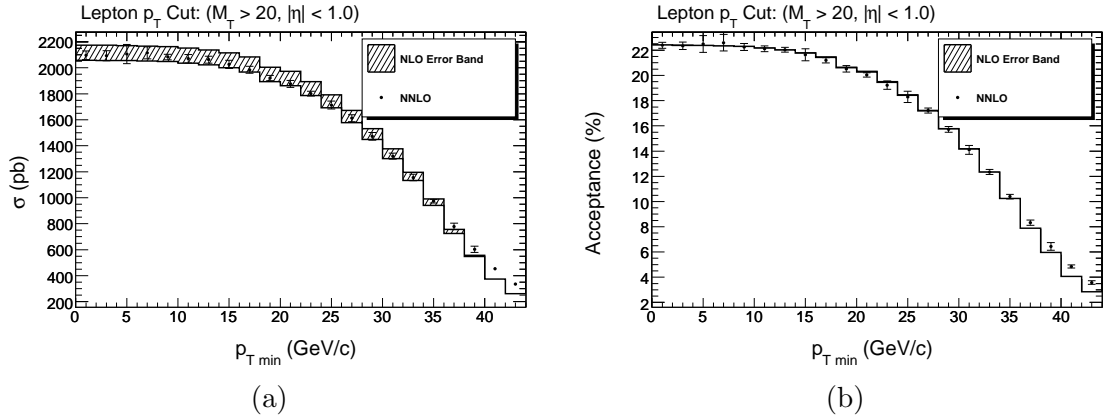 Lepton p_T Cut: (M_T > 20, |η| < 1.0)
2200
2000
1800
1600
1400
1200
1000
800
600
400
200
σ (pb)
NLO Error Band
NNLO
0 5 10 15 20 25 30 35 40
p_T min (GeV/c)
(a)
Lepton p_T Cut: (M_T > 20, |η| < 1.0)
22
20
18
16
14
12
10
8
6
4
2
Acceptance (%)
NLO Error Band
NNLO
0 5 10 15 20 25 30 35 40
p_T min (GeV/c)
(b)